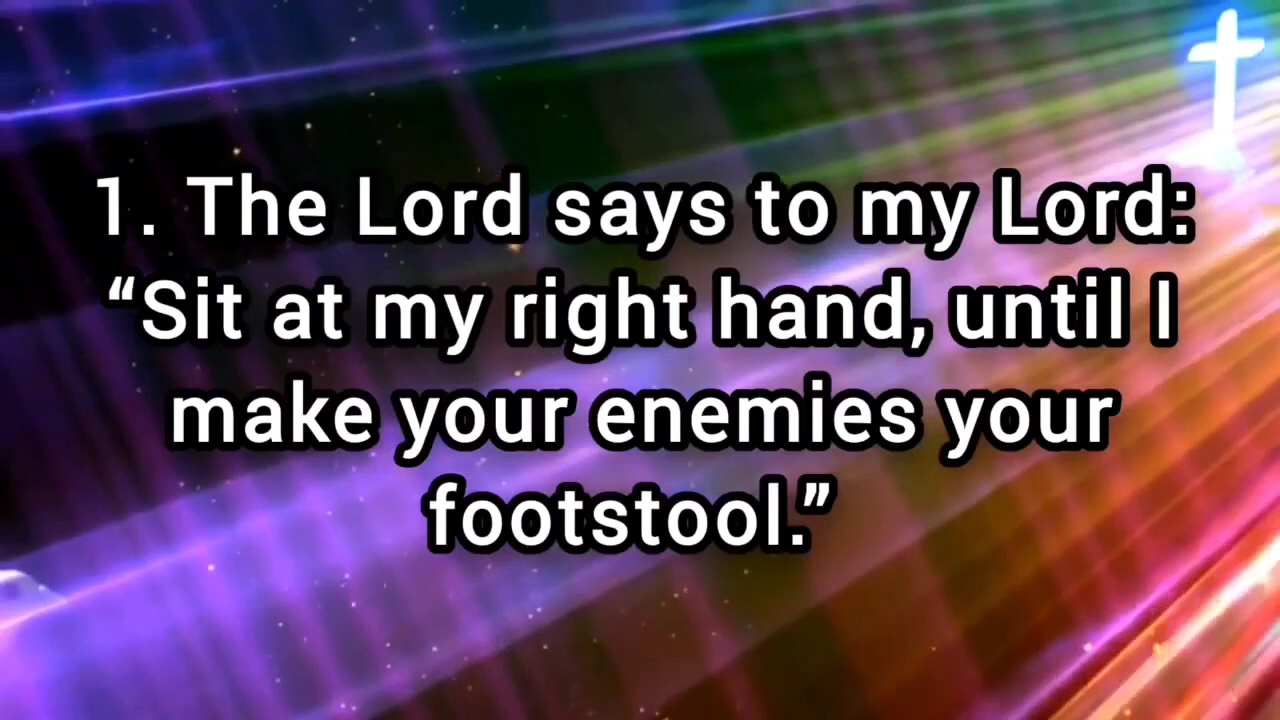 1. The Lord says to my Lord:
“Sit at my right hand, until I
make your enemies your
footstool.”